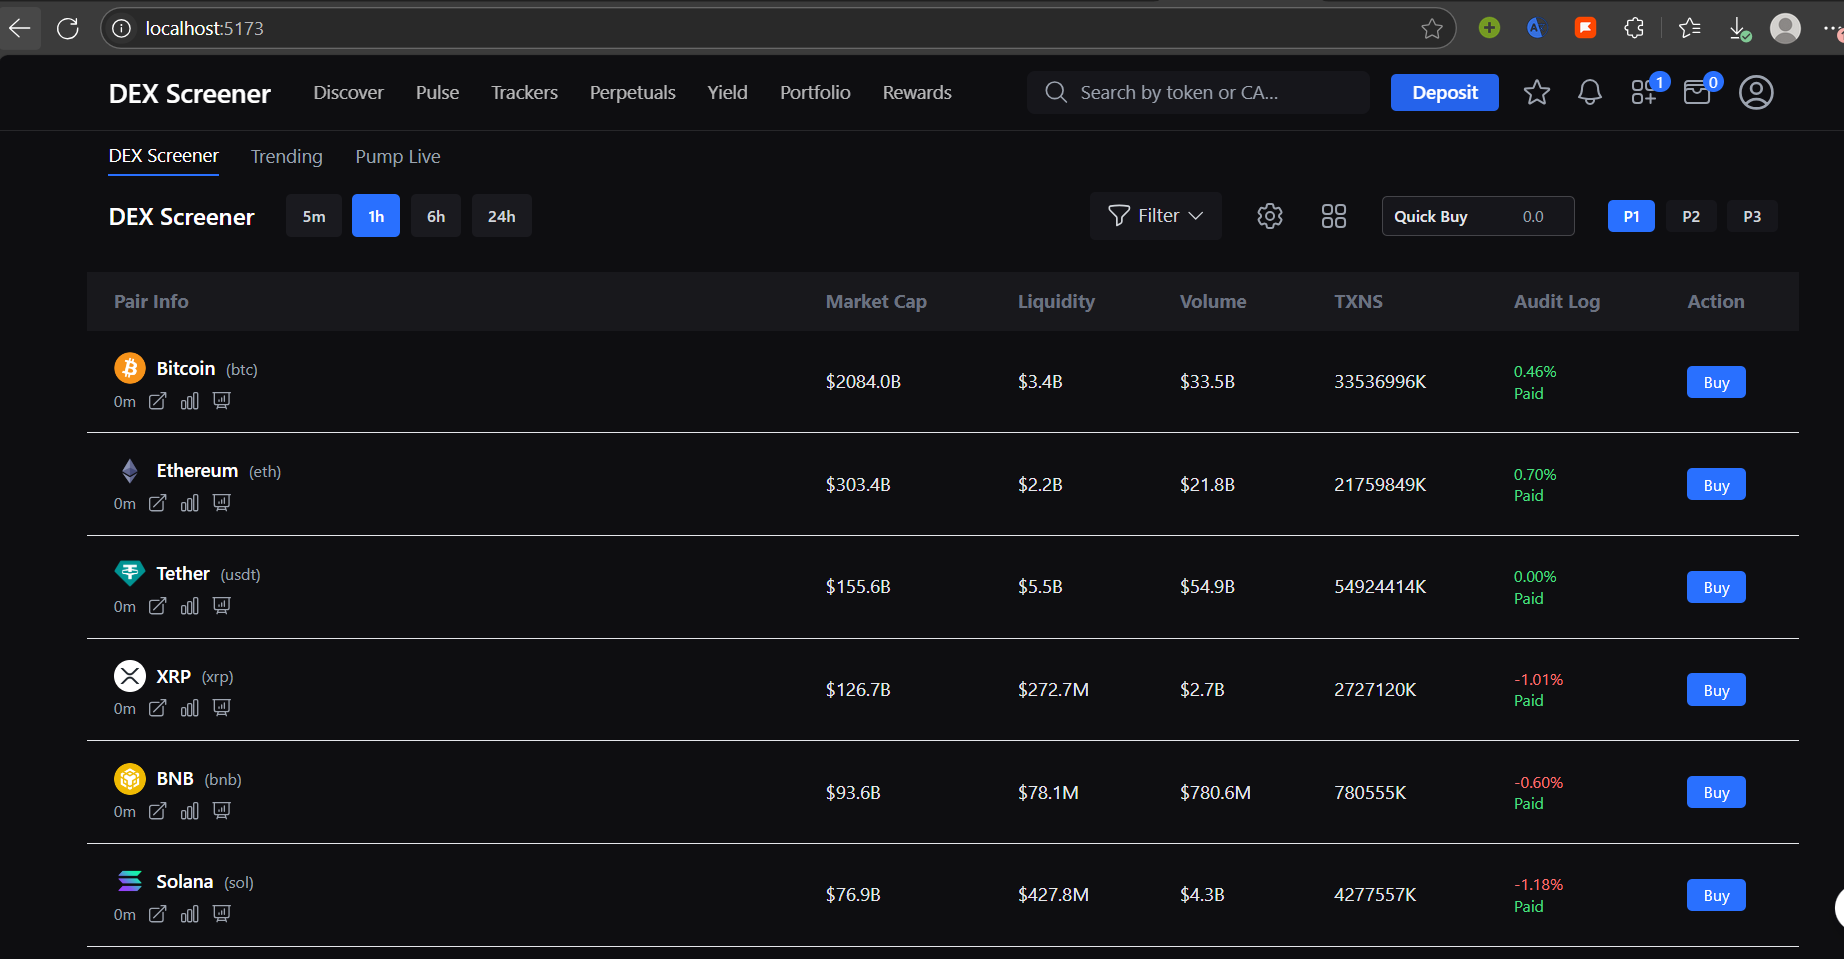 localhost:5173
DEX Screener Discover Pulse Trackers Perpetuals Yield Portfolio Rewards Search by token or CA... Deposit 1 0
DEX Screener Trending Pump Live
DEX Screener 5m 1h 6h 24h Filter Quick Buy 0.0 P1 P2 P3
Pair Info Market Cap Liquidity Volume TXNS Audit Log Action
Bitcoin (btc)
0m
$2084.0B $3.4B $33.5B 33536996K
0.46%
Paid
Buy
Ethereum (eth)
0m
$303.4B $2.2B $21.8B 21759849K
0.70%
Paid
Buy
Tether (usdt)
0m
$155.6B $5.5B $54.9B 54924414K
0.00%
Paid
Buy
XRP (xrp)
0m
$126.7B $272.7M $2.7B 2727120K
-1.01%
Paid
Buy
BNB (bnb)
0m
$93.6B $78.1M $780.6M 780555K
-0.60%
Paid
Buy
Solana (sol)
0m
$76.9B $427.8M $4.3B 4277557K
-1.18%
Paid
Buy